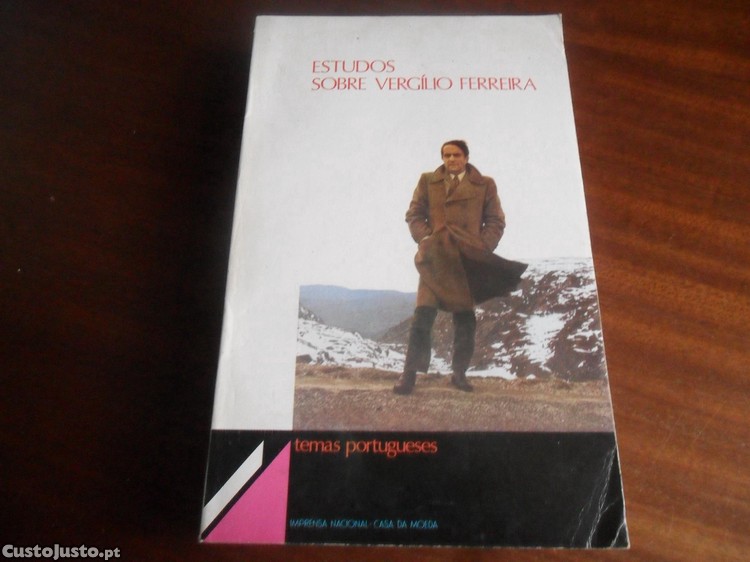 ESTUDOS
SOBRE VERGÍLIO FERREIRA
temas portugueses
IMPRENSA NACIONAL - CASA DA MOEDA
CustoJusto.pt